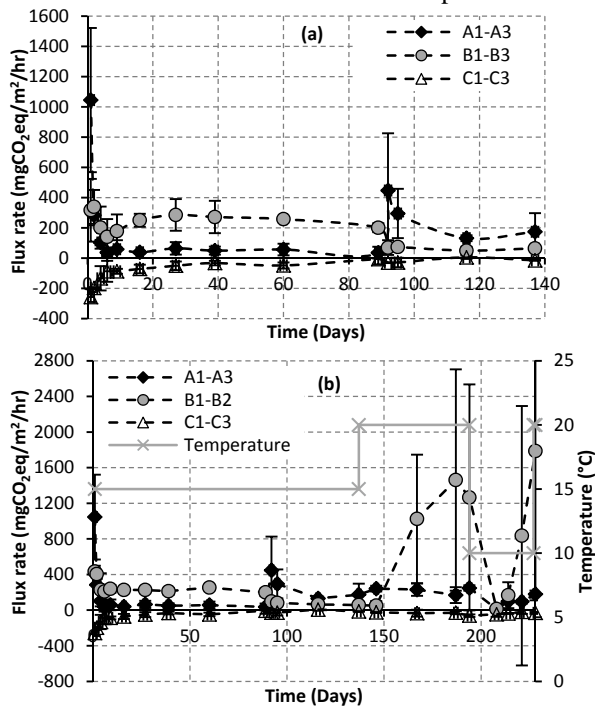 (a)
A1-A3
B1-B3
C1-C3
Flux rate (mgCO₂eq/m²/hr)
1600
1400
1200
1000
800
600
400
200
0
-200
-400
0 20 40 60 80 100 120 140
Time (Days)
(b)
A1-A3
B1-B2
C1-C3
Temperature
Flux rate (mgCO₂eq/m²/hr)
2800
2400
2000
1600
1200
800
400
0
-400
-800
25
20
15
10
5
0
Temperature (°C)
0 50 100 150 200
Time (Days)